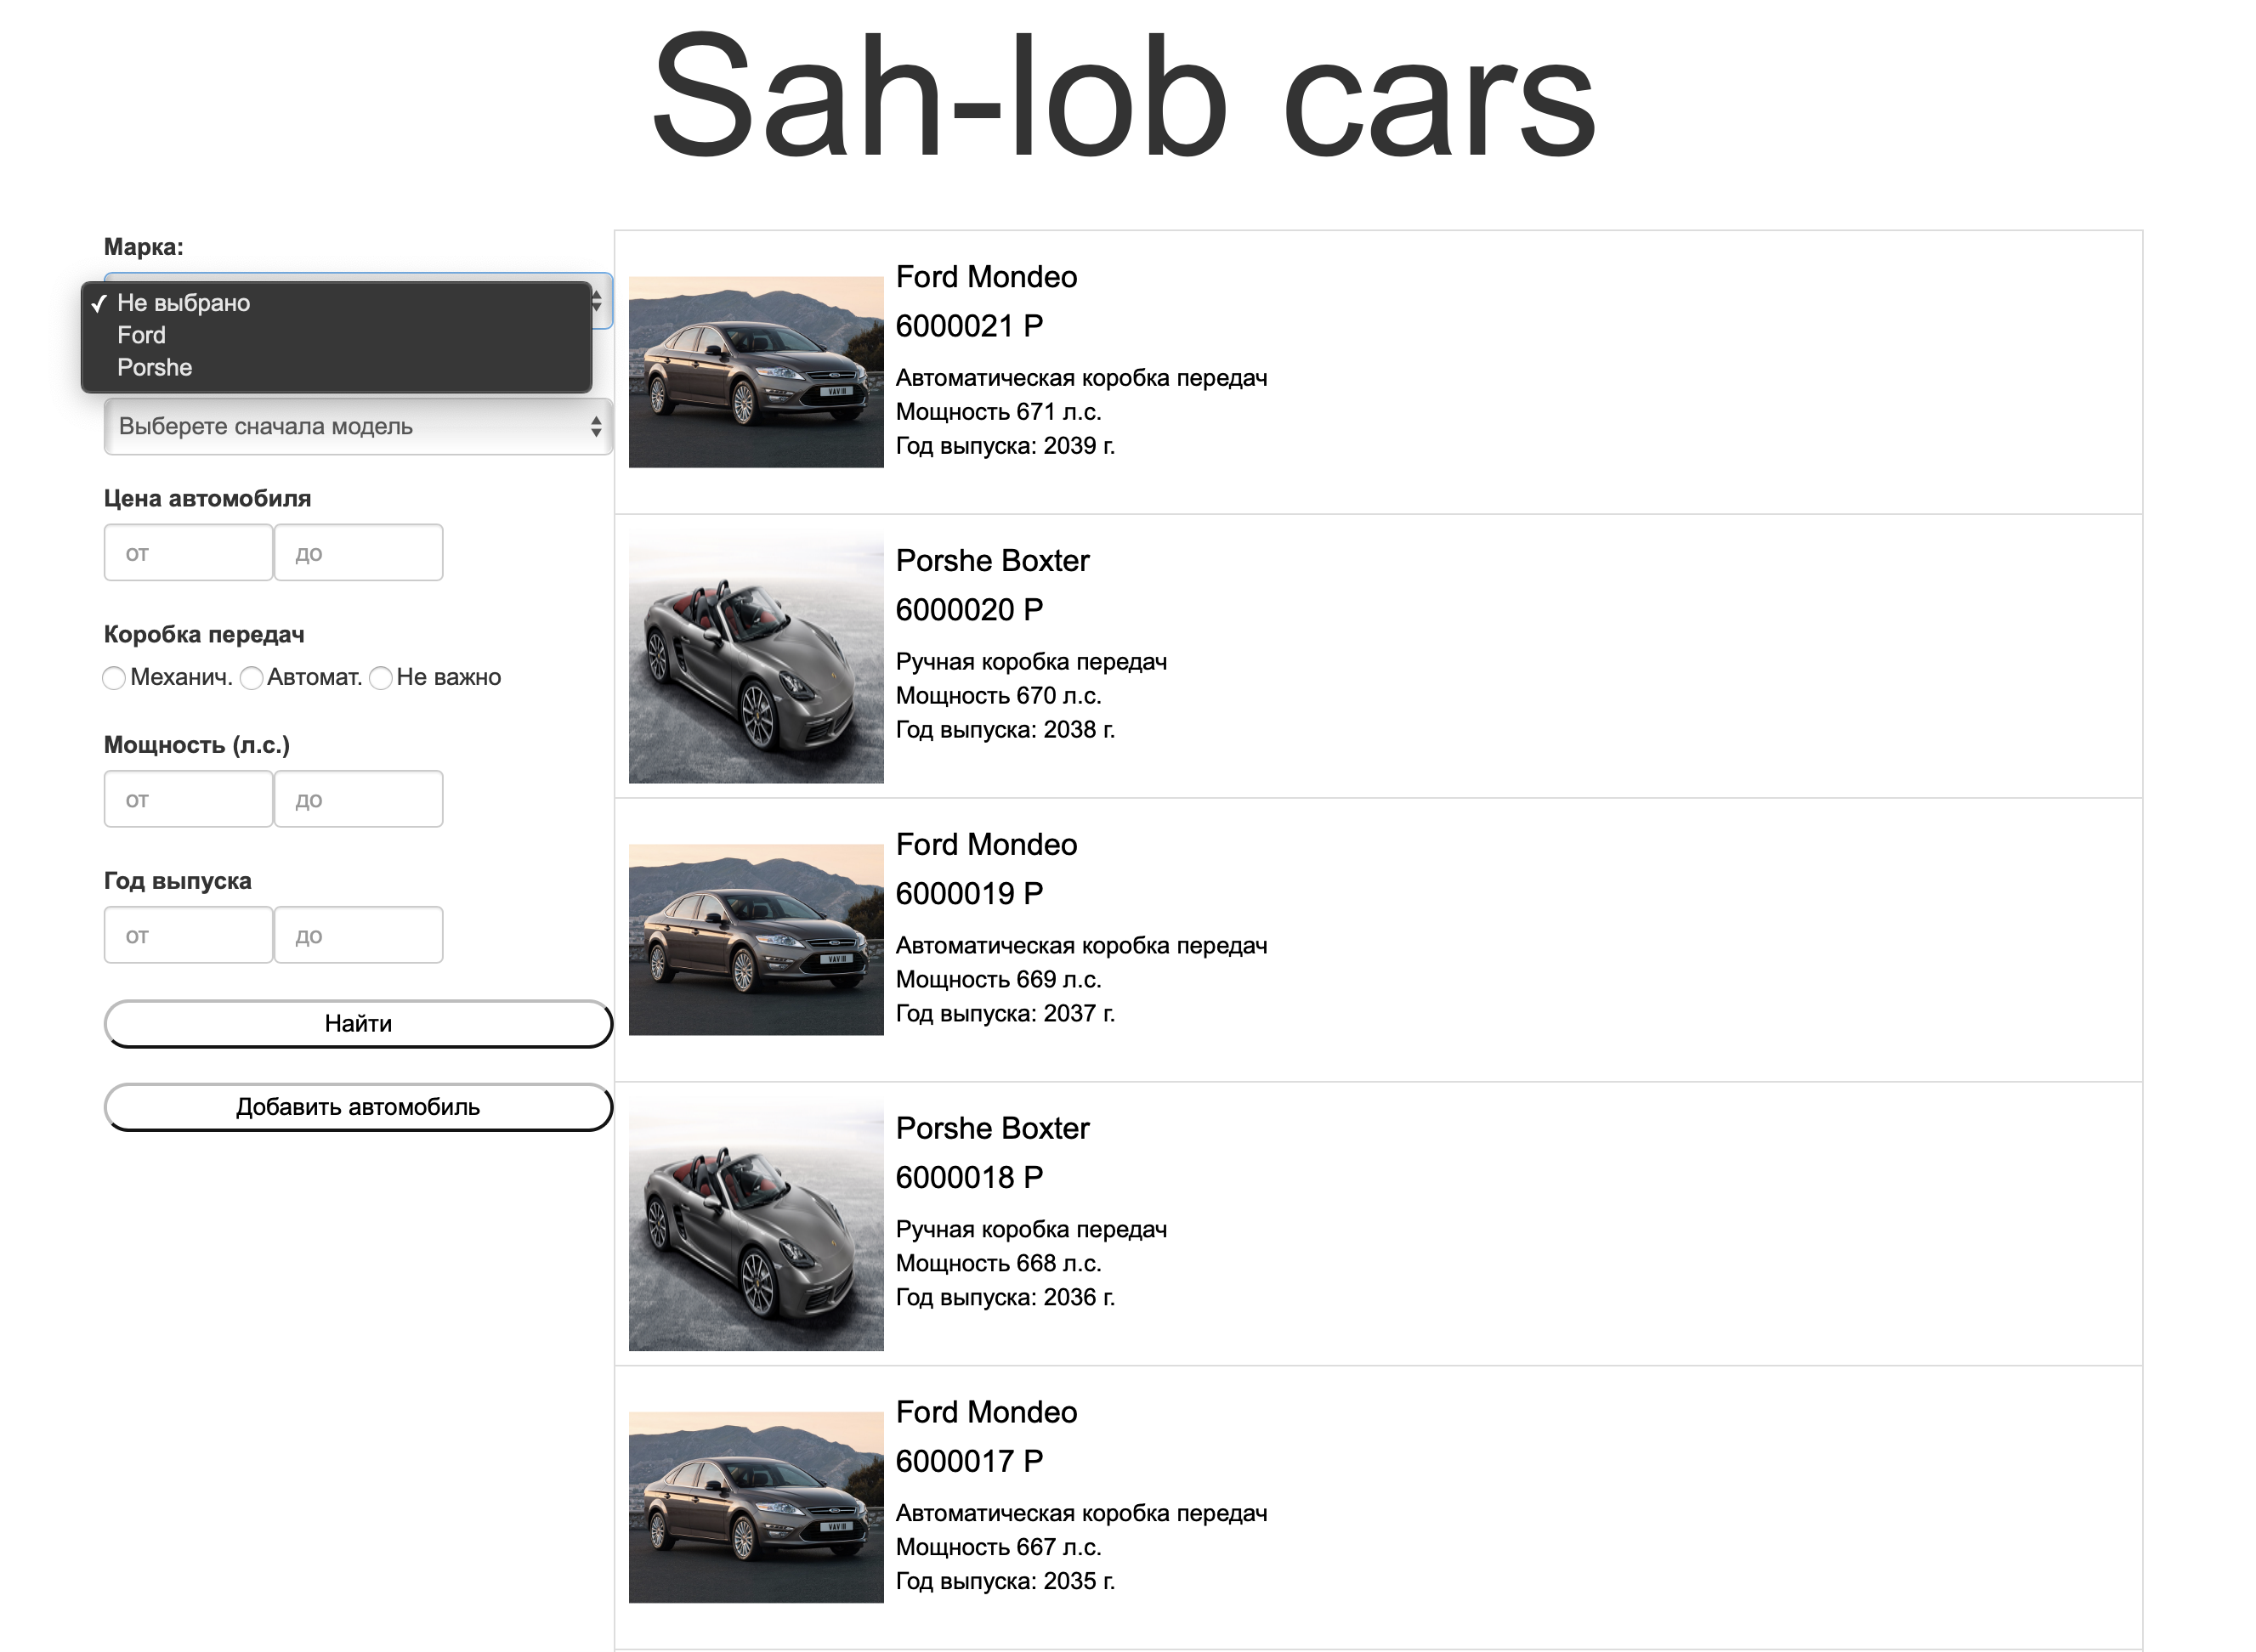 Sah-lob cars
Марка:
✓ Не выбрано
Ford
Porshe
Выберете сначала модель
Цена автомобиля
от до
Коробка передач
Механич. Автомат. Не важно
Мощность (л.с.)
от до
Год выпуска
от до
Найти
Добавить автомобиль
Ford Mondeo
6000021 Р
Автоматическая коробка передач
Мощность 671 л.с.
Год выпуска: 2039 г.
Porshe Boxter
6000020 Р
Ручная коробка передач
Мощность 670 л.с.
Год выпуска: 2038 г.
Ford Mondeo
6000019 Р
Автоматическая коробка передач
Мощность 669 л.с.
Год выпуска: 2037 г.
Porshe Boxter
6000018 Р
Ручная коробка передач
Мощность 668 л.с.
Год выпуска: 2036 г.
Ford Mondeo
6000017 Р
Автоматическая коробка передач
Мощность 667 л.с.
Год выпуска: 2035 г.